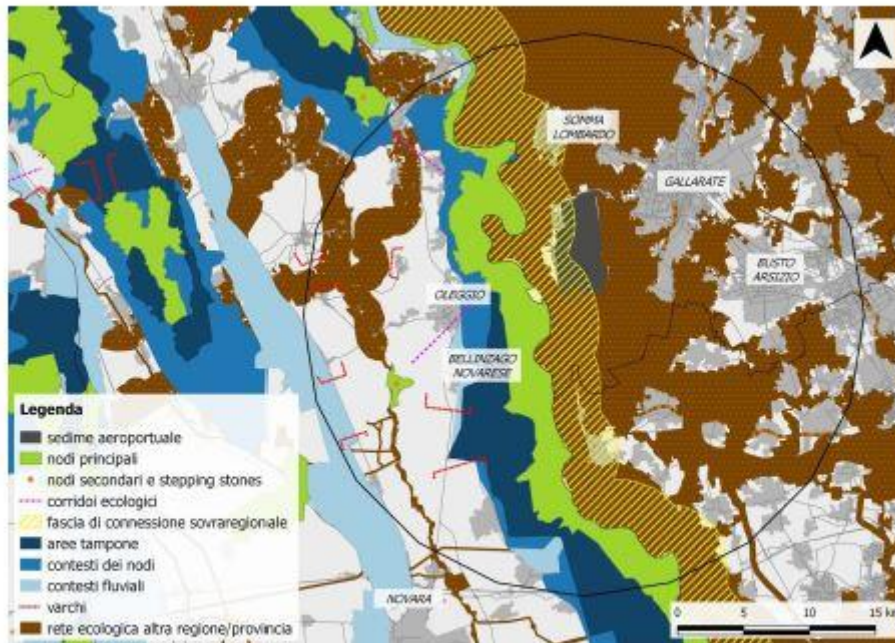 SOMMA
LOMBARDO
GALLARATE
BUSTO
ARSIZIO
OLEGGIO
BELLINZAGO
NOVARESE
Legenda
sedime aeroportuale
nodi principali
nodi secondari e stepping stones
corridoi ecologici
fascia di connessione sovraregionale
aree tampone
contesti dei nodi
contesti fluviali
varchi
rete ecologica altra regione/provincia
NOVARA
0 5 10 15 km